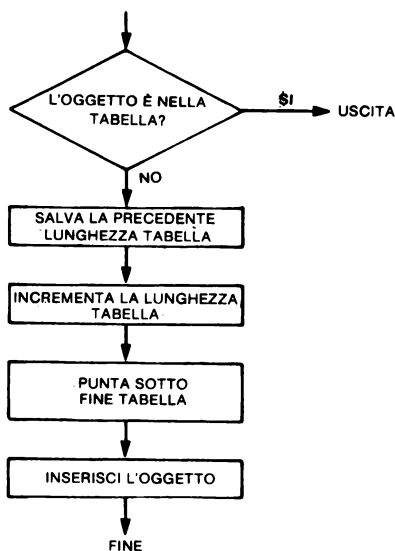 L'OGGETTO È NELLA
TABELLA?
SI
USCITA
NO
SALVA LA PRECEDENTE
LUNGHEZZA TABELLA
INCREMENTA LA LUNGHEZZA
TABELLA
PUNTA SOTTO
FINE TABELLA
INSERISCI L'OGGETTO
FINE